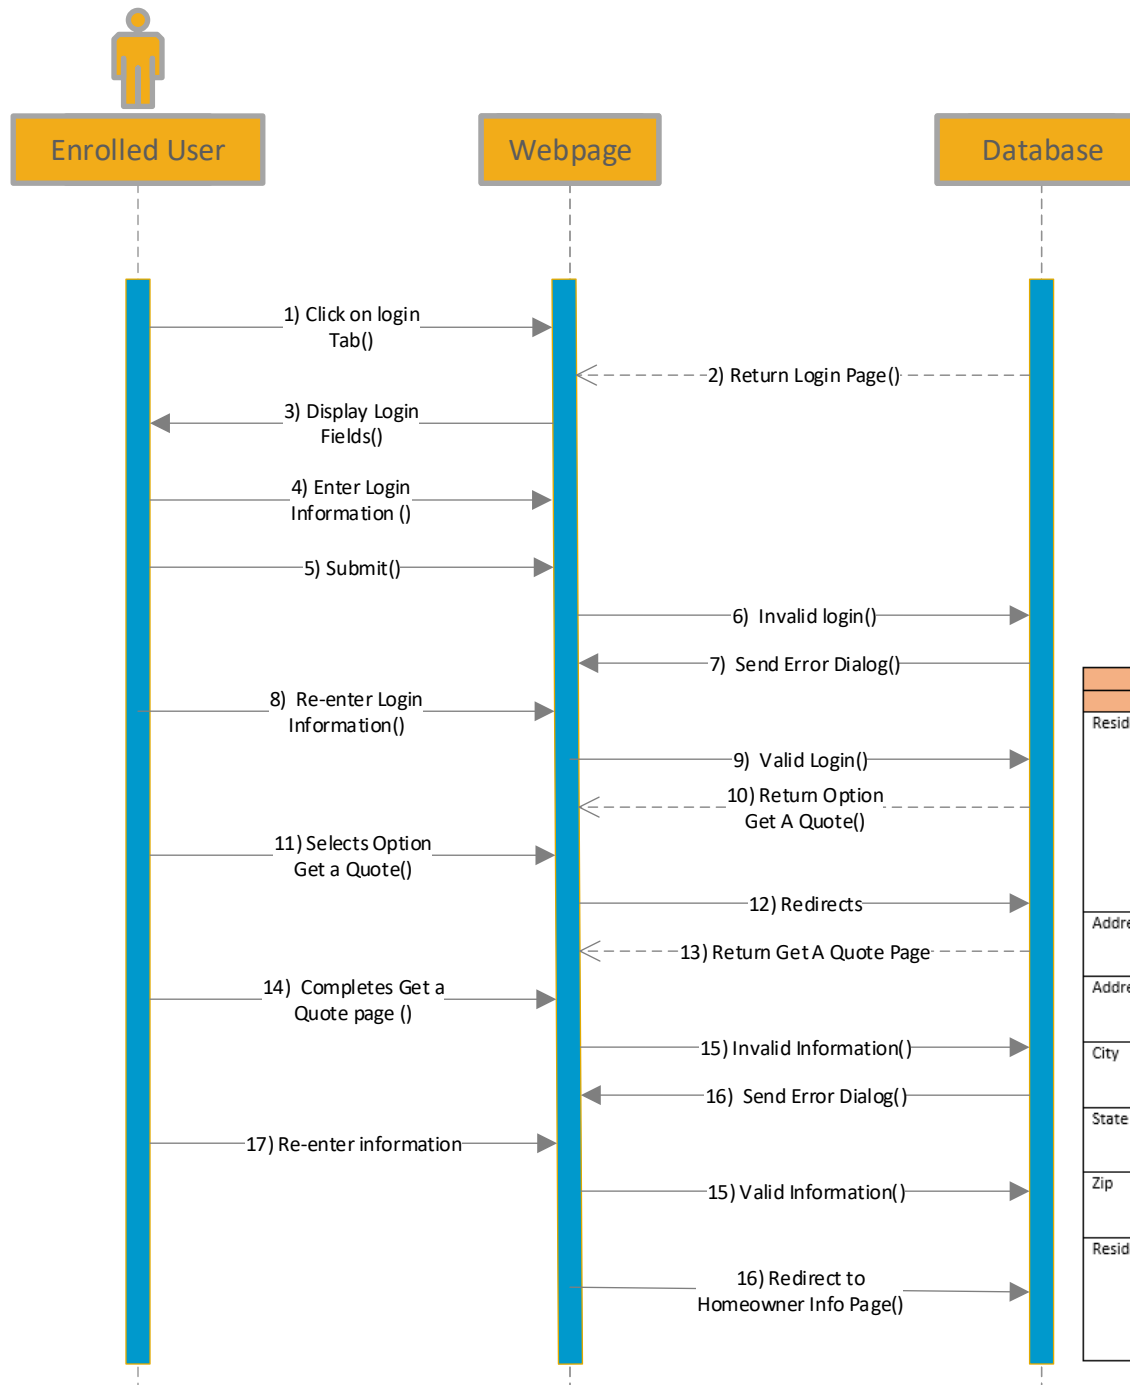 Enrolled User
Webpage
Database
1) Click on login
Tab()
2) Return Login Page()
3) Display Login
Fields()
4) Enter Login
Information ()
5) Submit()
6)  Invalid login()
7)  Send Error Dialog()
8)  Re-enter Login
Information()
9)  Valid Login()
10) Return Option
Get A Quote()
11) Selects Option
Get a Quote()
12) Redirects
13) Return Get A Quote Page
14)  Completes Get a
Quote page ()
15) Invalid Information()
16)  Send Error Dialog()
17) Re-enter information
15) Valid Information()
16) Redirect to
Homeowner Info Page()
Resid
Addre
Addre
City
State
Zip
Resid